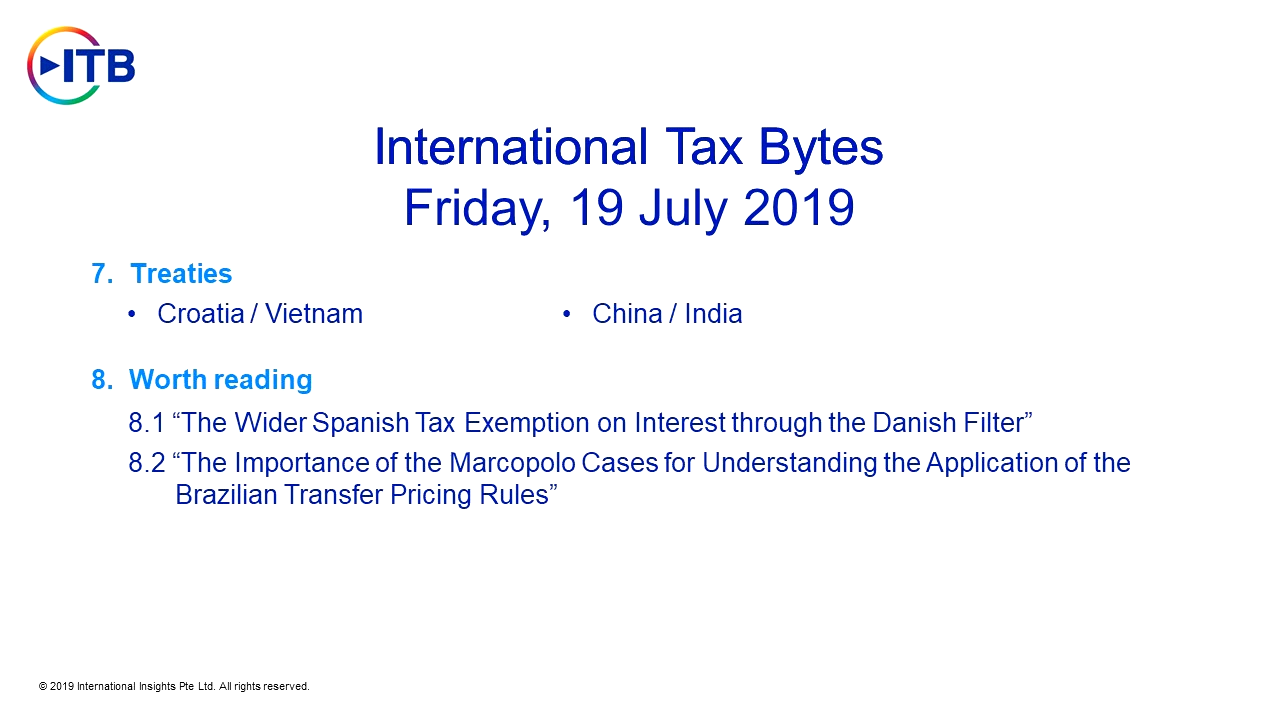 ITB
International Tax Bytes
Friday, 19 July 2019
7. Treaties
• Croatia / Vietnam • China / India
8. Worth reading
8.1 “The Wider Spanish Tax Exemption on Interest through the Danish Filter”
8.2 “The Importance of the Marcopolo Cases for Understanding the Application of the
Brazilian Transfer Pricing Rules”
© 2019 International Insights Pte Ltd. All rights reserved.